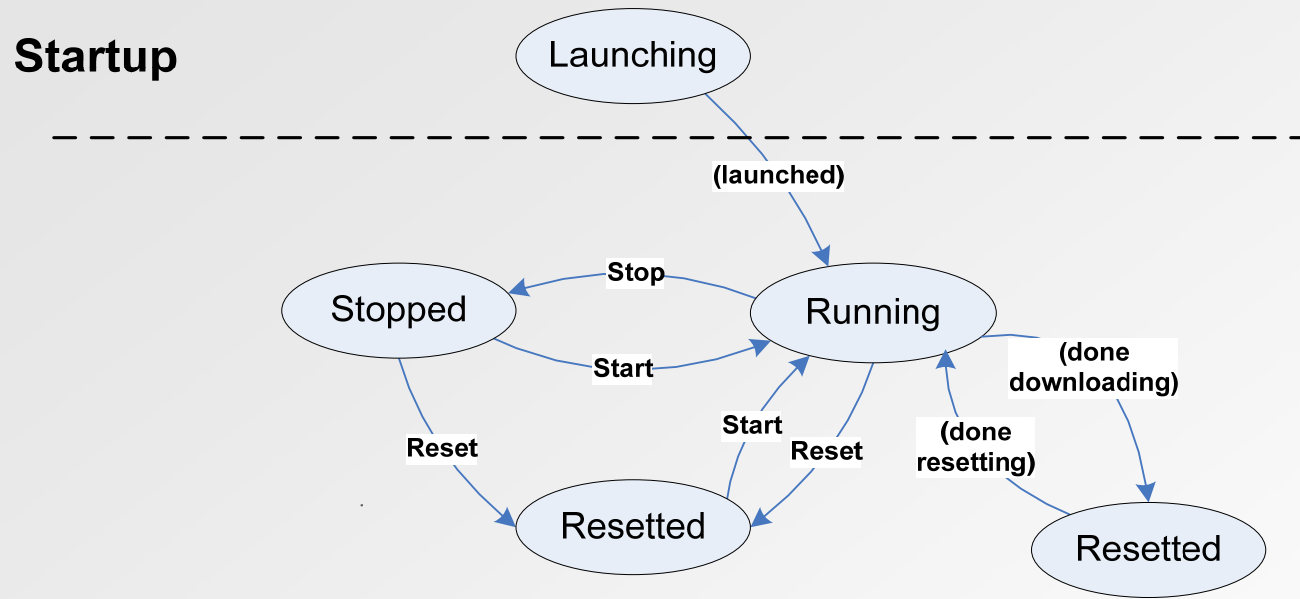 Startup
Launching
(launched)
Stop
Stopped
Running
Start
(done
downloading)
Start
Reset
Reset
(done
resetting)
Resetted
Resetted